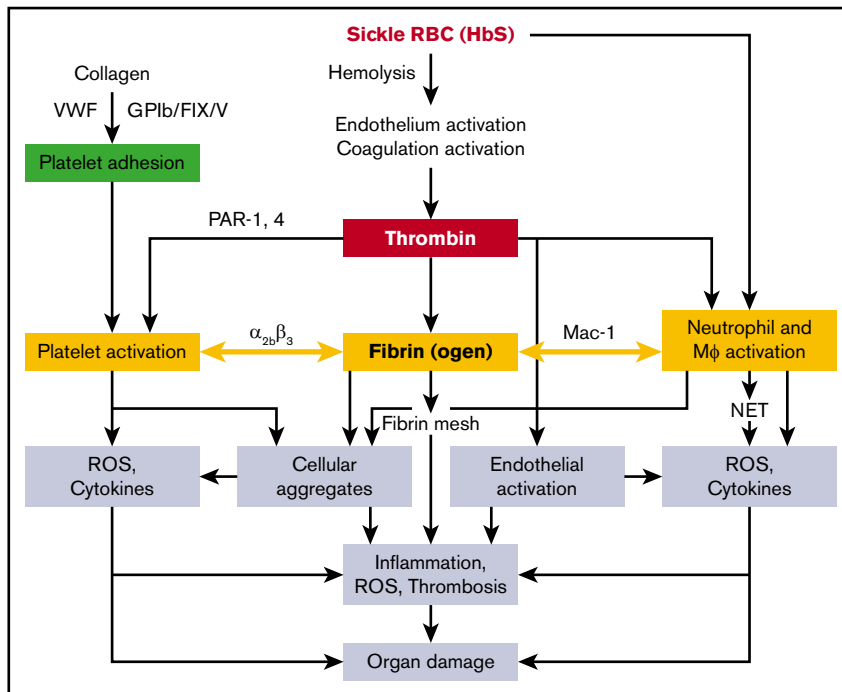 Sickle RBC (HbS)
Collagen
Hemolysis
VWF
GPIb/FIX/V
Endothelium activation
Coagulation activation
Platelet adhesion
PAR-1, 4
Thrombin
Platelet activation
α2bβ3
Fibrin (ogen)
Mac-1
Neutrophil and
Mϕ activation
Fibrin mesh
NET
ROS,
Cytokines
Cellular
aggregates
Endothelial
activation
ROS,
Cytokines
Inflammation,
ROS, Thrombosis
Organ damage